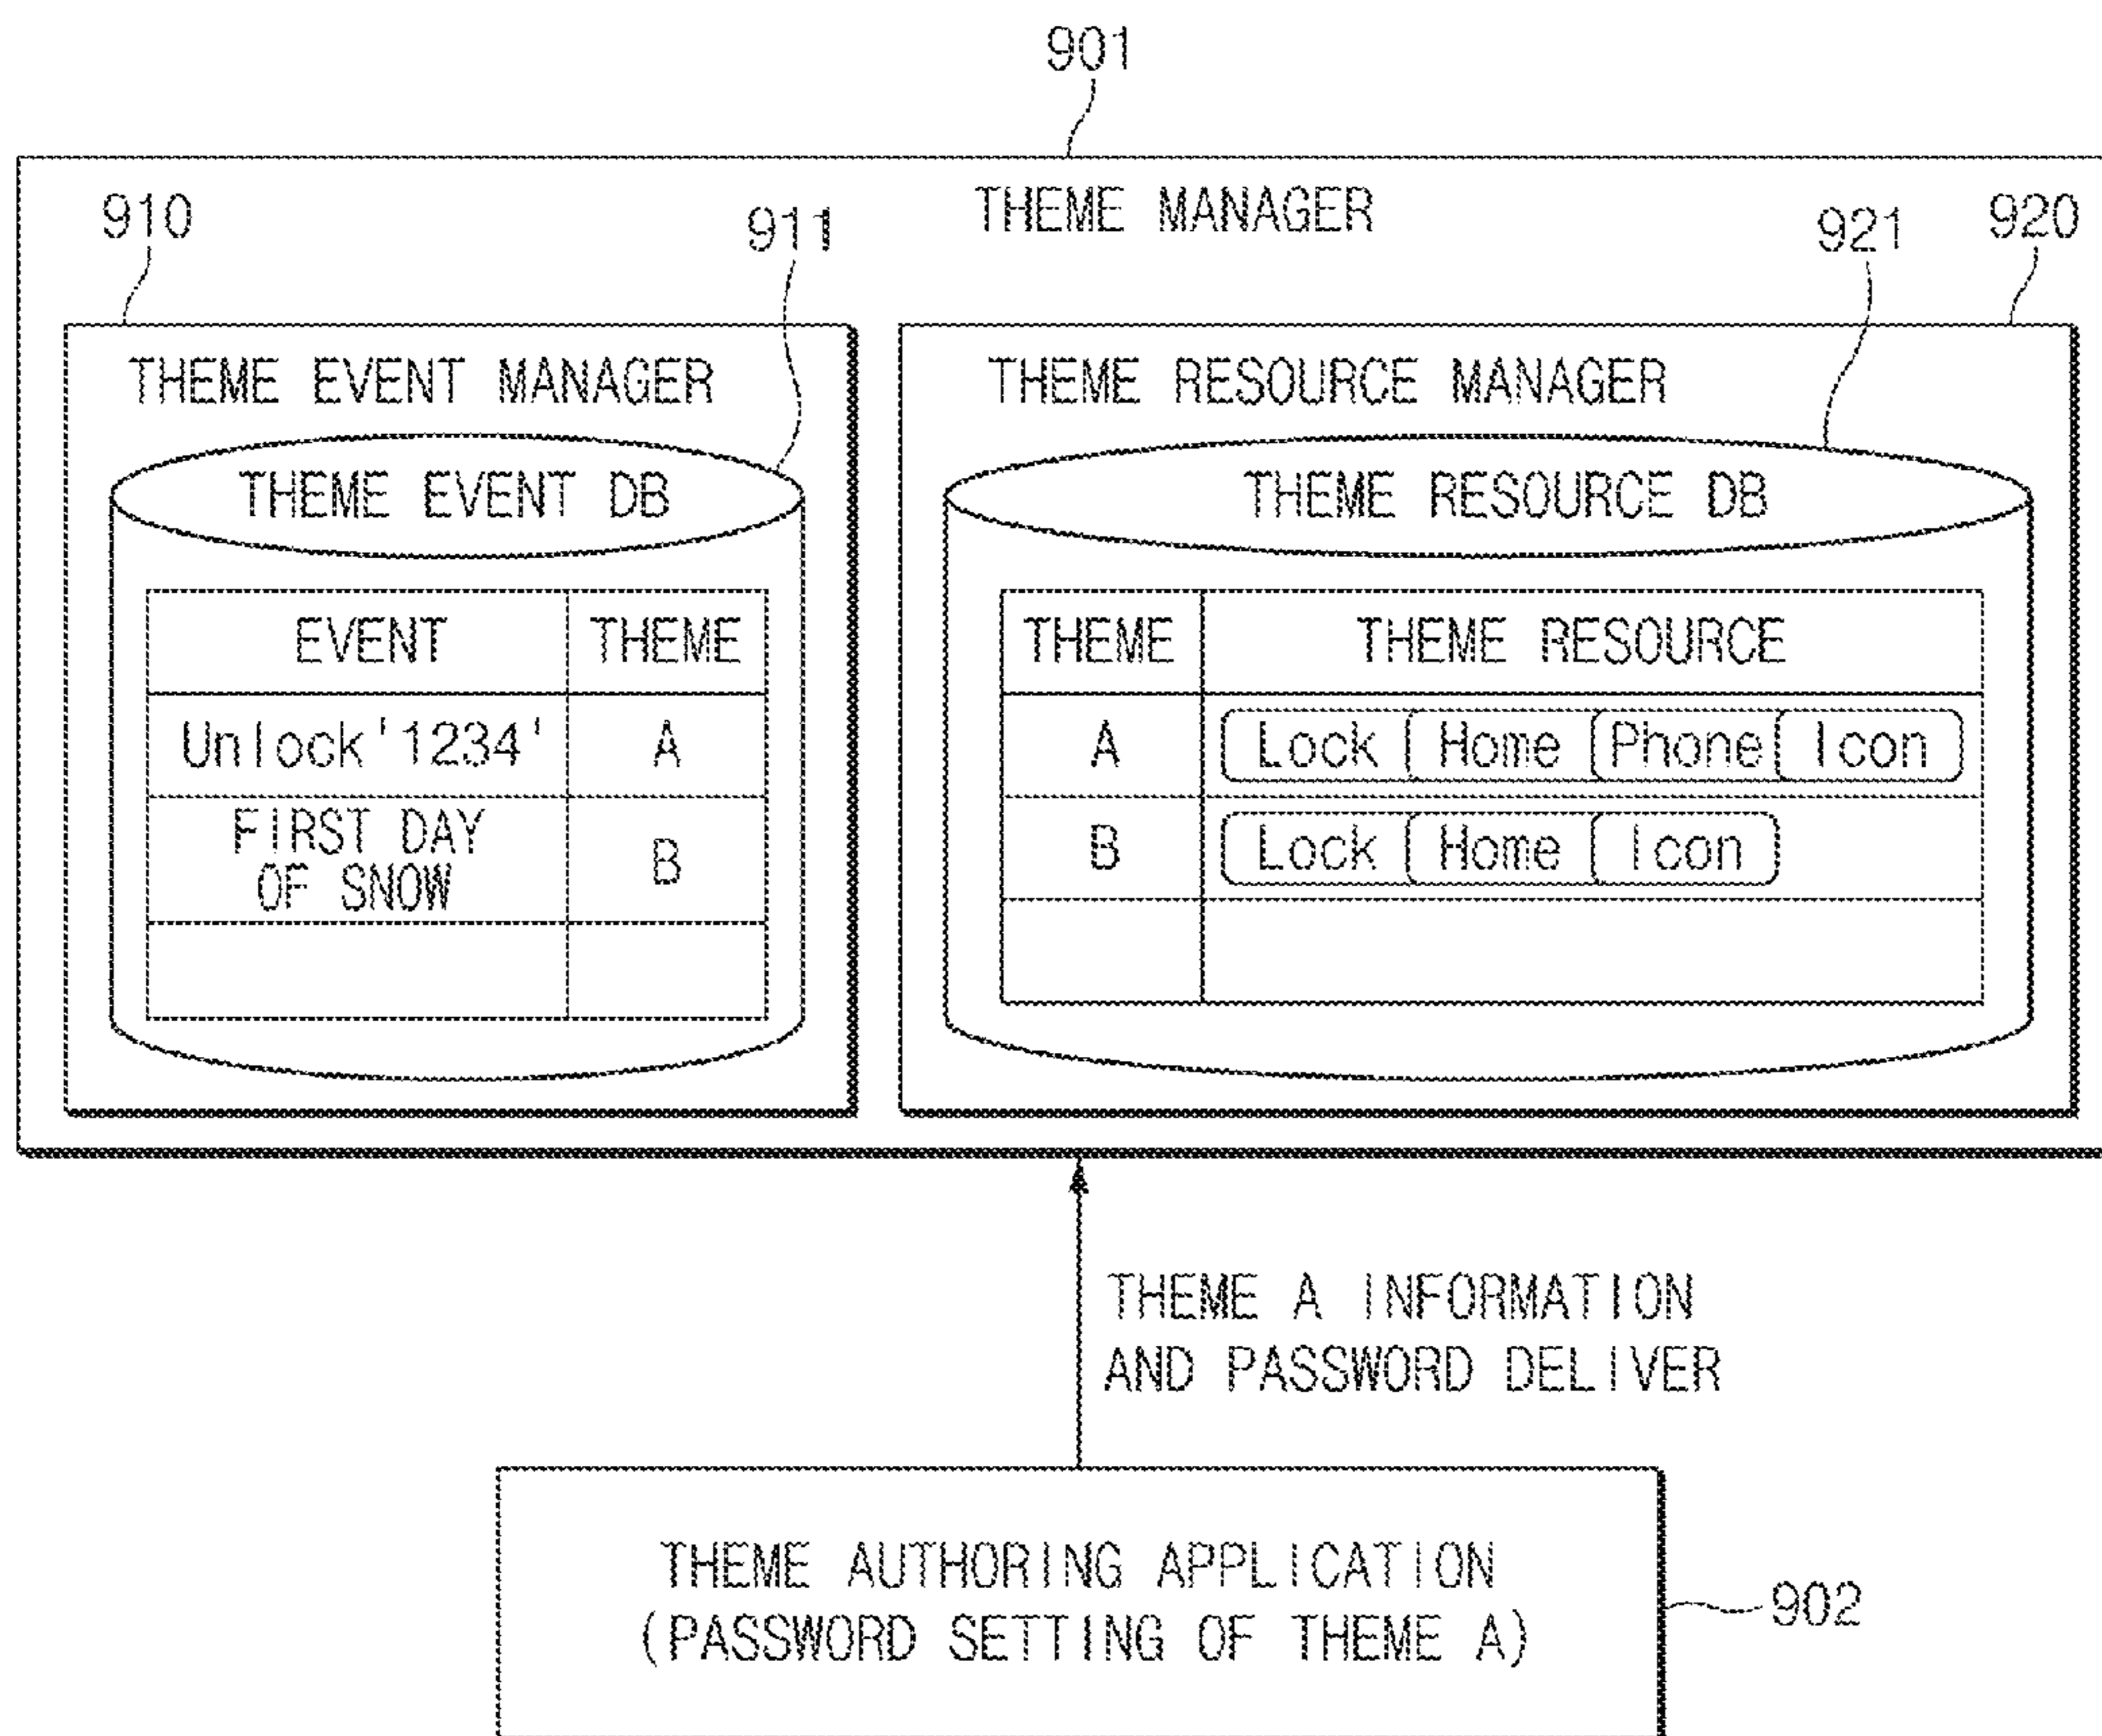 901
THEME MANAGER
910
911
921
920
THEME EVENT MANAGER
THEME EVENT DB
EVENT THEME
Unlock'1234' A
FIRST DAY
OF SNOW
B
THEME RESOURCE MANAGER
THEME RESOURCE DB
THEME THEME RESOURCE
A Lock Home Phone Icon
B Lock Home Icon
THEME A INFORMATION
AND PASSWORD DELIVER
THEME AUTHORING APPLICATION
(PASSWORD SETTING OF THEME A)
902